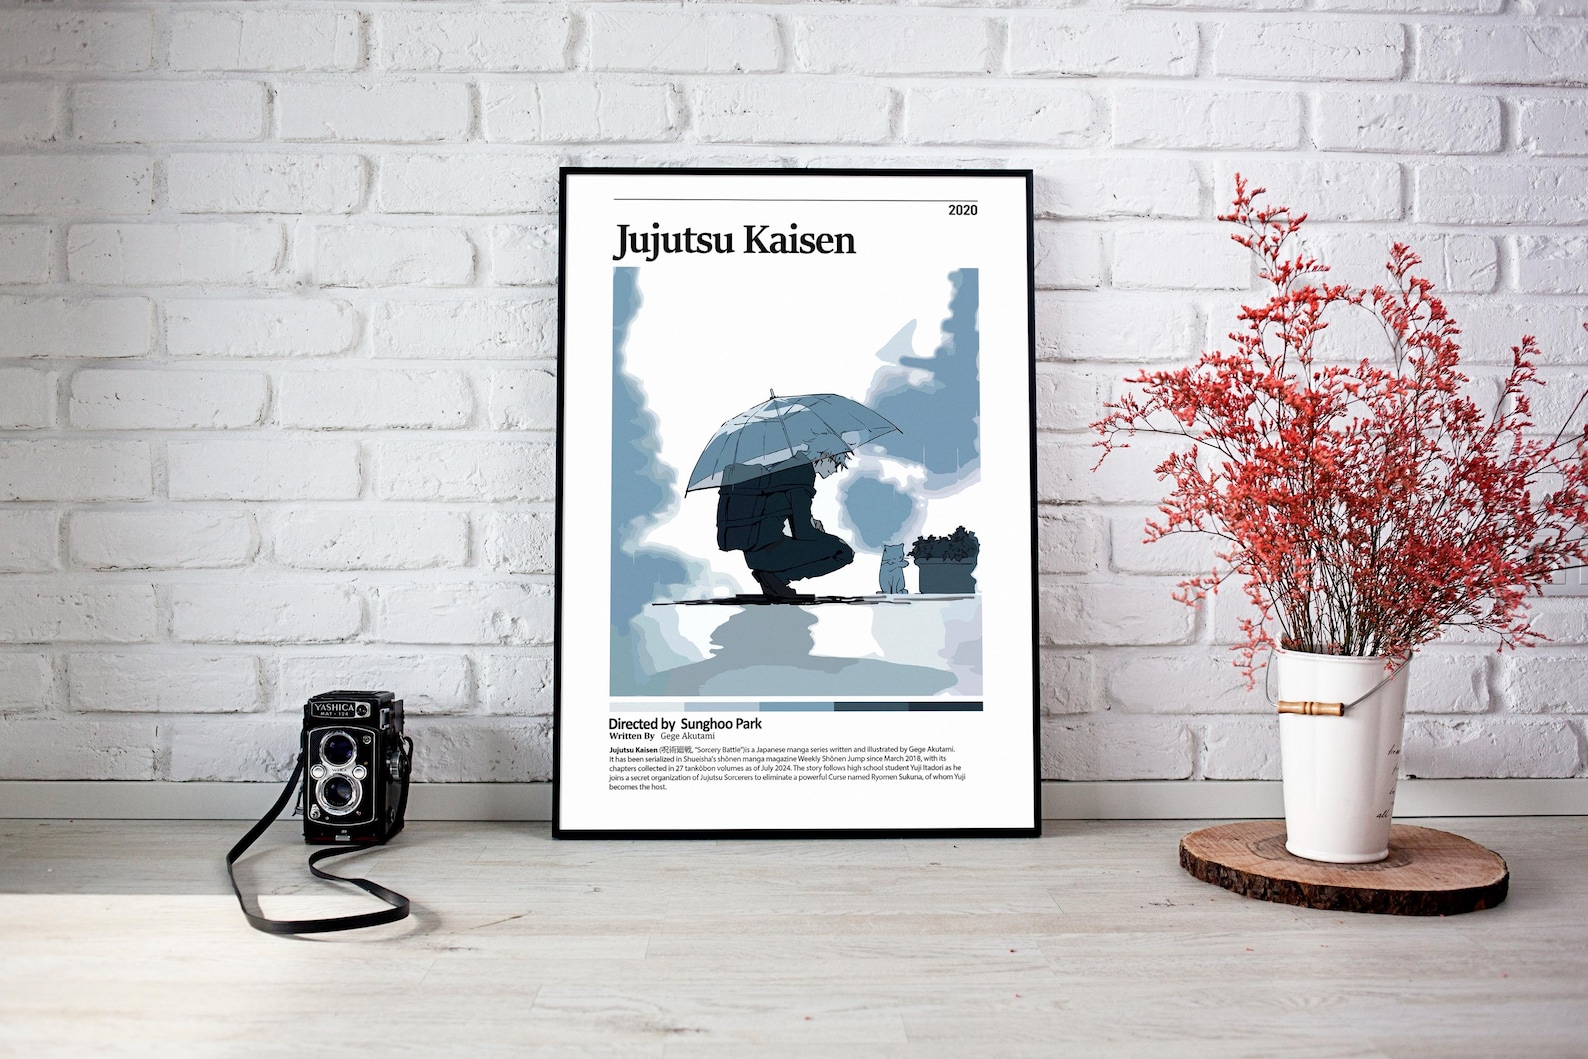 2020
Jujutsu Kaisen
Directed by Sunghoo Park
Written By Gege Akutami
Jujutsu Kaisen (呪術廻戦, "Sorcery Battle")is a Japanese manga series written and illustrated by Gege Akutami.
It has been serialized in Shueisha's shōnen manga magazine Weekly Shōnen Jump since March 2018, with its
chapters collected in 27 tankōbon volumes as of July 2024. The story follows high school student Yuji Itadori as he
joins a secret organization of Jujutsu Sorcerers to eliminate a powerful Curse named Ryomen Sukuna, of whom Yuji
becomes the host.
YASHICA
MAT-124
all